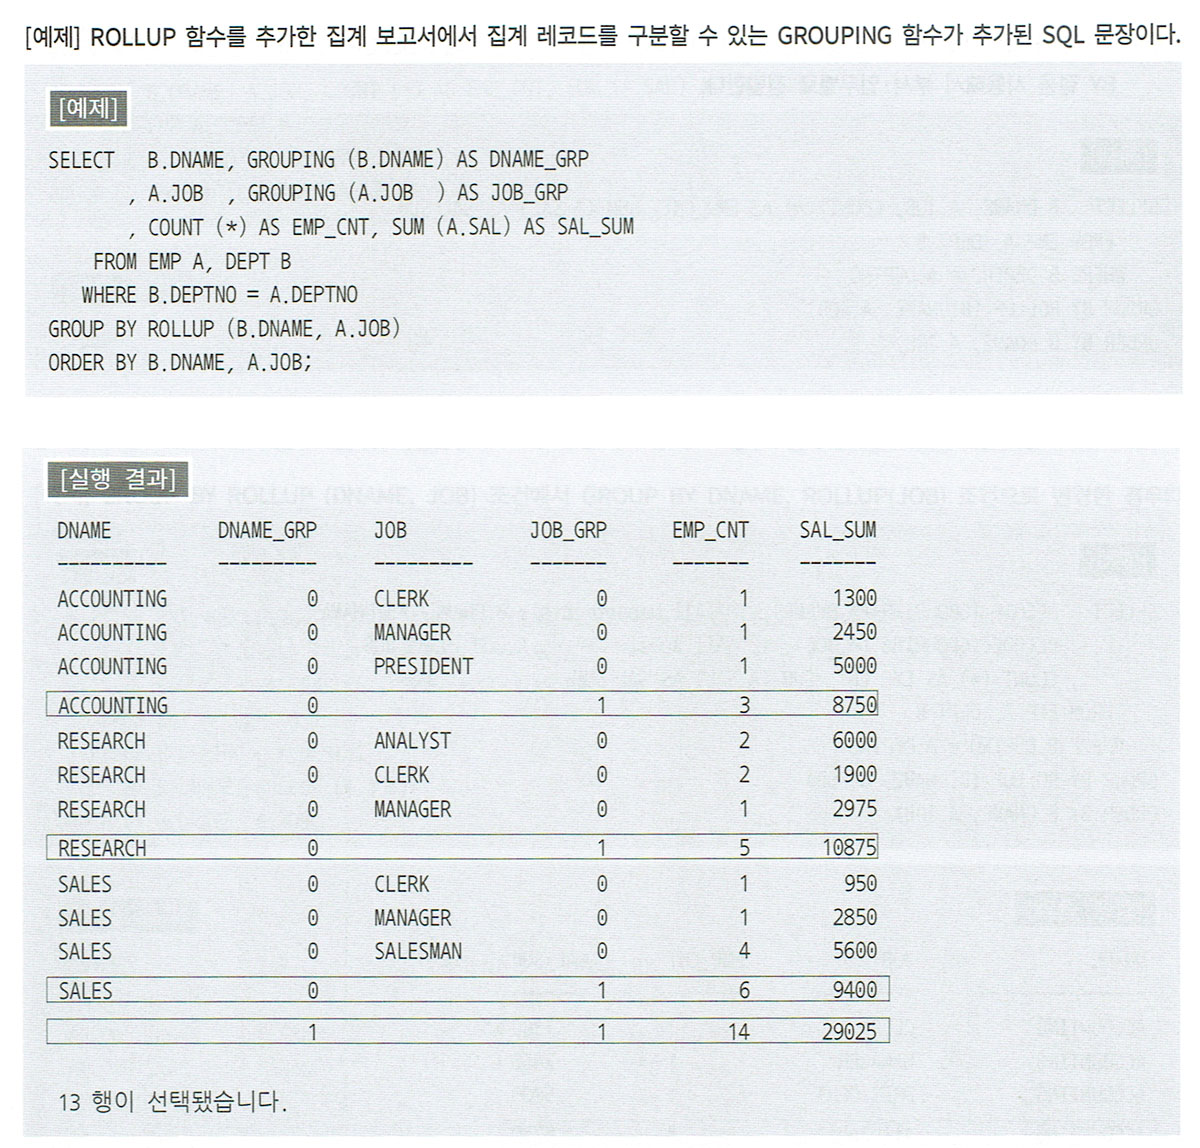 [예제] ROLLUP 함수를 추가한 집계 보고서에서 집계 레코드를 구분할 수 있는 GROUPING 함수가 추가된 SQL 문장이다.
[예제]
SELECT B.DNAME, GROUPING (B.DNAME) AS DNAME_GRP
, A.JOB , GROUPING (A.JOB ) AS JOB_GRP
, COUNT (*) AS EMP_CNT, SUM (A.SAL) AS SAL_SUM
FROM EMP A, DEPT B
WHERE B.DEPTNO = A.DEPTNO
GROUP BY ROLLUP (B.DNAME, A.JOB)
ORDER BY B.DNAME, A.JOB;
[실행 결과]
DNAME DNAME_GRP JOB JOB_GRP EMP_CNT SAL_SUM
---------- --------- --------- ------- ------- -------
ACCOUNTING 0 CLERK 0 1 1300
ACCOUNTING 0 MANAGER 0 1 2450
ACCOUNTING 0 PRESIDENT 0 1 5000
ACCOUNTING 0 1 3 8750
RESEARCH 0 ANALYST 0 2 6000
RESEARCH 0 CLERK 0 2 1900
RESEARCH 0 MANAGER 0 1 2975
RESEARCH 0 1 5 10875
SALES 0 CLERK 0 1 950
SALES 0 MANAGER 0 1 2850
SALES 0 SALESMAN 0 4 5600
SALES 0 1 6 9400
1 1 14 29025
13 행이 선택됐습니다.